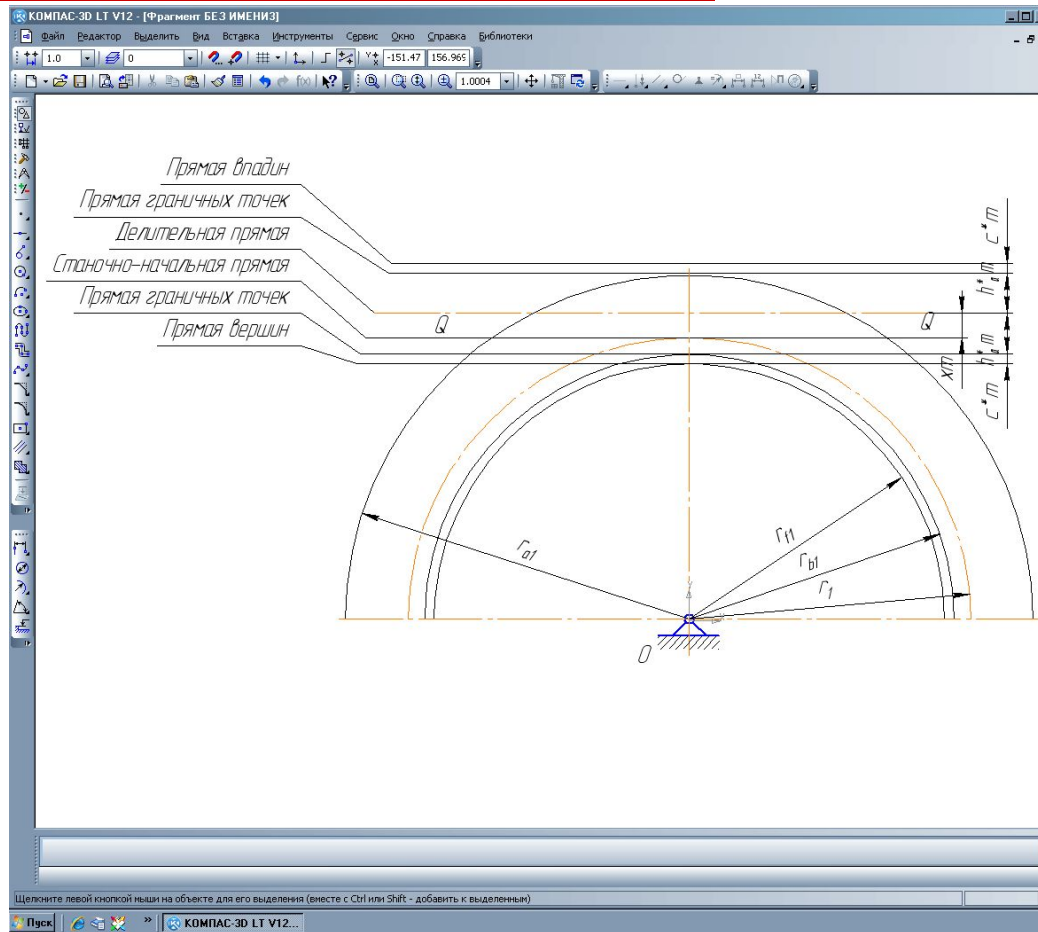 КОМПАС-3D LT V12 - [Фрагмент БЕЗ ИМЕНИ3]
Файл Редактор Выделить Вид Вставка Инструменты Сервис Окно Справка Библиотеки
1.0 0 -151.47 156.969
1.0004
Прямая впадин
Прямая граничных точек
Делительная прямая
Станочно-начальная прямая
Прямая граничных точек
Прямая вершин
Q Q
c*m
h*a m
xm
h*a m
c*m
ra1
rf1
rb1
r1
O
Щелкните левой кнопкой мыши на объекте для его выделения (вместе с Ctrl или Shift - добавить к выделенным)
Пуск » КОМПАС-3D LT V12...